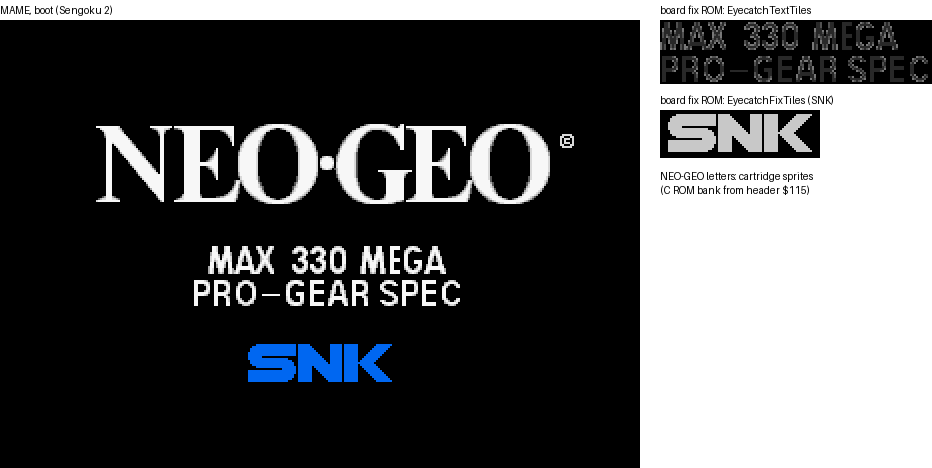 MAME, boot (Sengoku 2)
NEO·GEO©
MAX 330 MEGA
PRO-GEAR SPEC
SNK
board fix ROM: EyecatchTextTiles
MAX 330 MEGA
PRO-GEAR SPEC
board fix ROM: EyecatchFixTiles (SNK)
SNK
NEO-GEO letters: cartridge sprites
(C ROM bank from header $115)